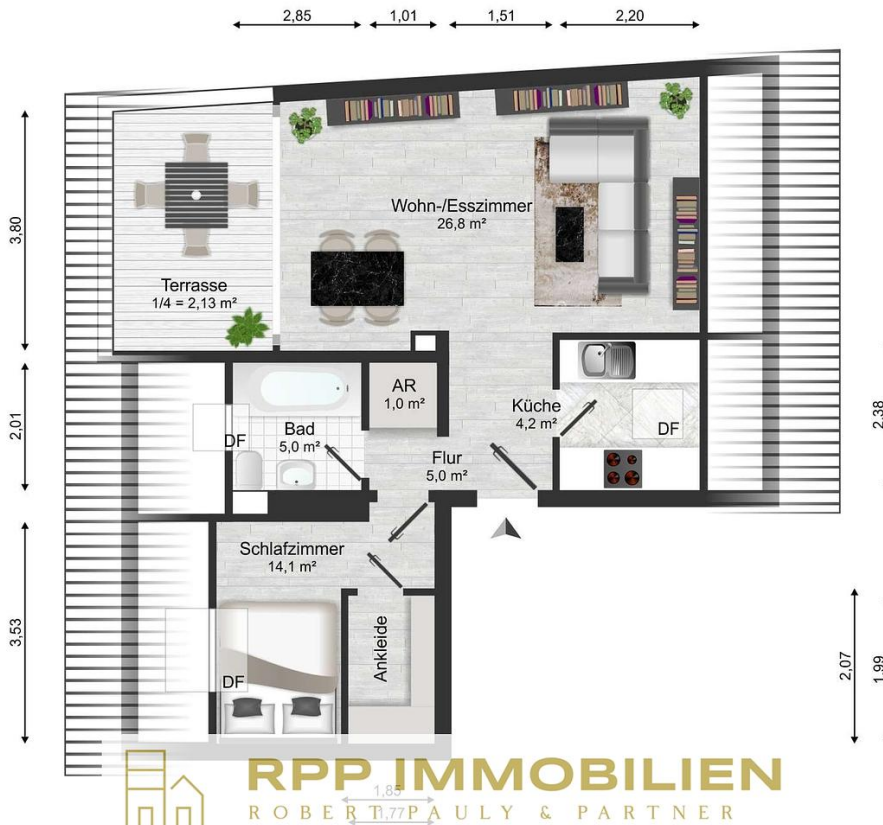 2,85
1,01
1,51
2,20
3,80
Wohn-/Esszimmer
26,8 m²
Terrasse
1/4 = 2,13 m²
2,01
AR
1,0 m²
Bad
5,0 m²
DF
Küche
4,2 m²
DF
2,38
Flur
5,0 m²
Schlafzimmer
14,1 m²
3,53
Ankleide
DF
2,07
1,99
RPP IMMOBILIEN
1,85
ROBERT PAULY & PARTNER
1,77